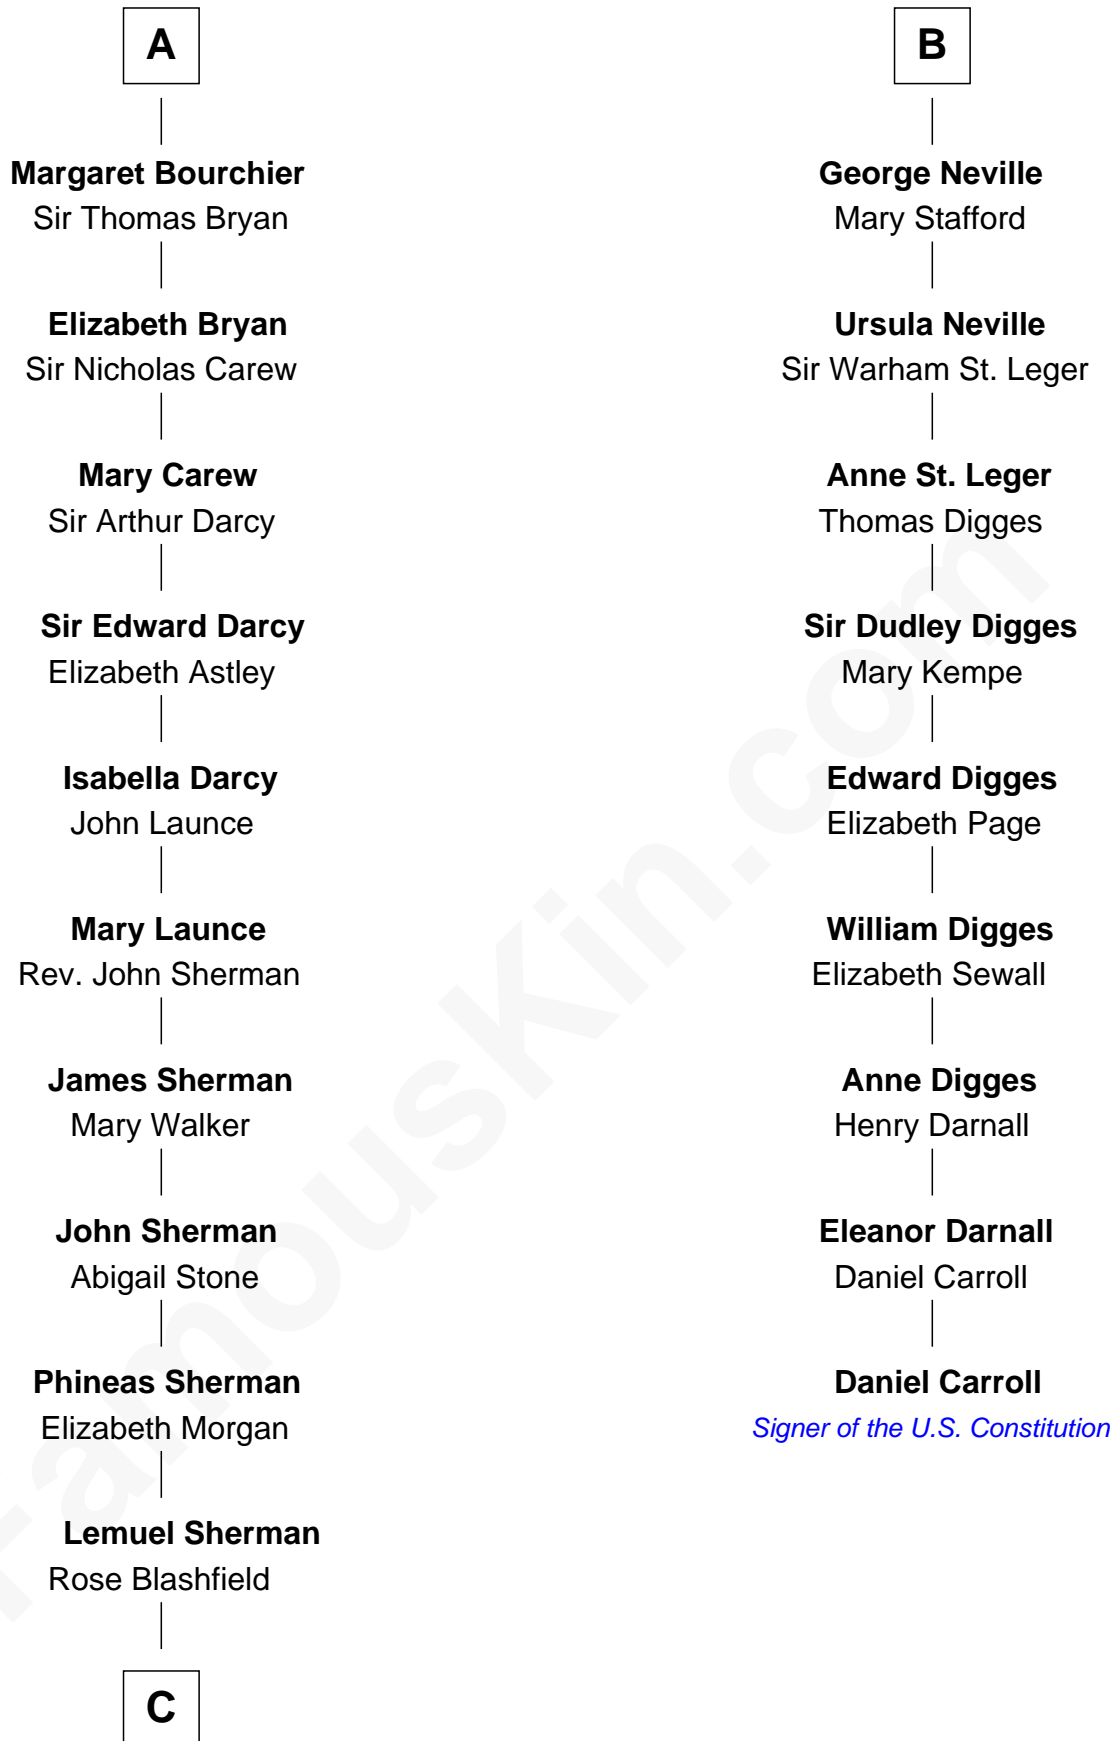 A
Margaret Bourchier
Sir Thomas Bryan
Elizabeth Bryan
Sir Nicholas Carew
Mary Carew
Sir Arthur Darcy
Sir Edward Darcy
Elizabeth Astley
Isabella Darcy
John Launce
Mary Launce
Rev. John Sherman
James Sherman
Mary Walker
John Sherman
Abigail Stone
Phineas Sherman
Elizabeth Morgan
Lemuel Sherman
Rose Blashfield
C
B
George Neville
Mary Stafford
Ursula Neville
Sir Warham St. Leger
Anne St. Leger
Thomas Digges
Sir Dudley Digges
Mary Kempe
Edward Digges
Elizabeth Page
William Digges
Elizabeth Sewall
Anne Digges
Henry Darnall
Eleanor Darnall
Daniel Carroll
Daniel Carroll
Signer of the U.S. Constitution
FamousKin.com